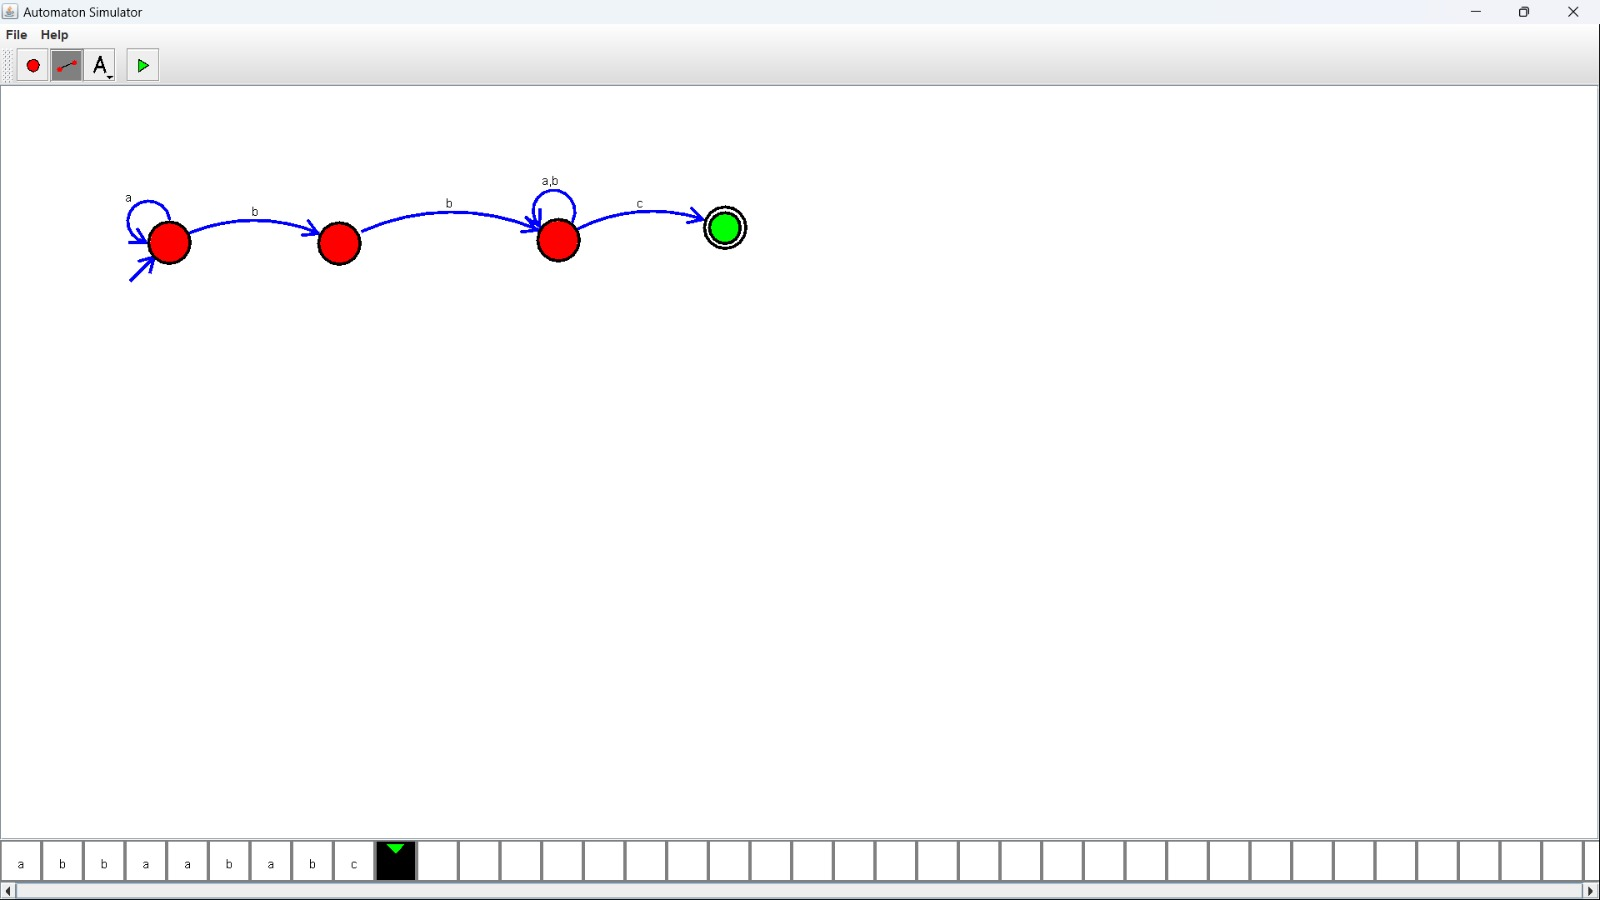 Automaton Simulator
File Help
A
a,b
a
b
b
c
a b b a a b a b c